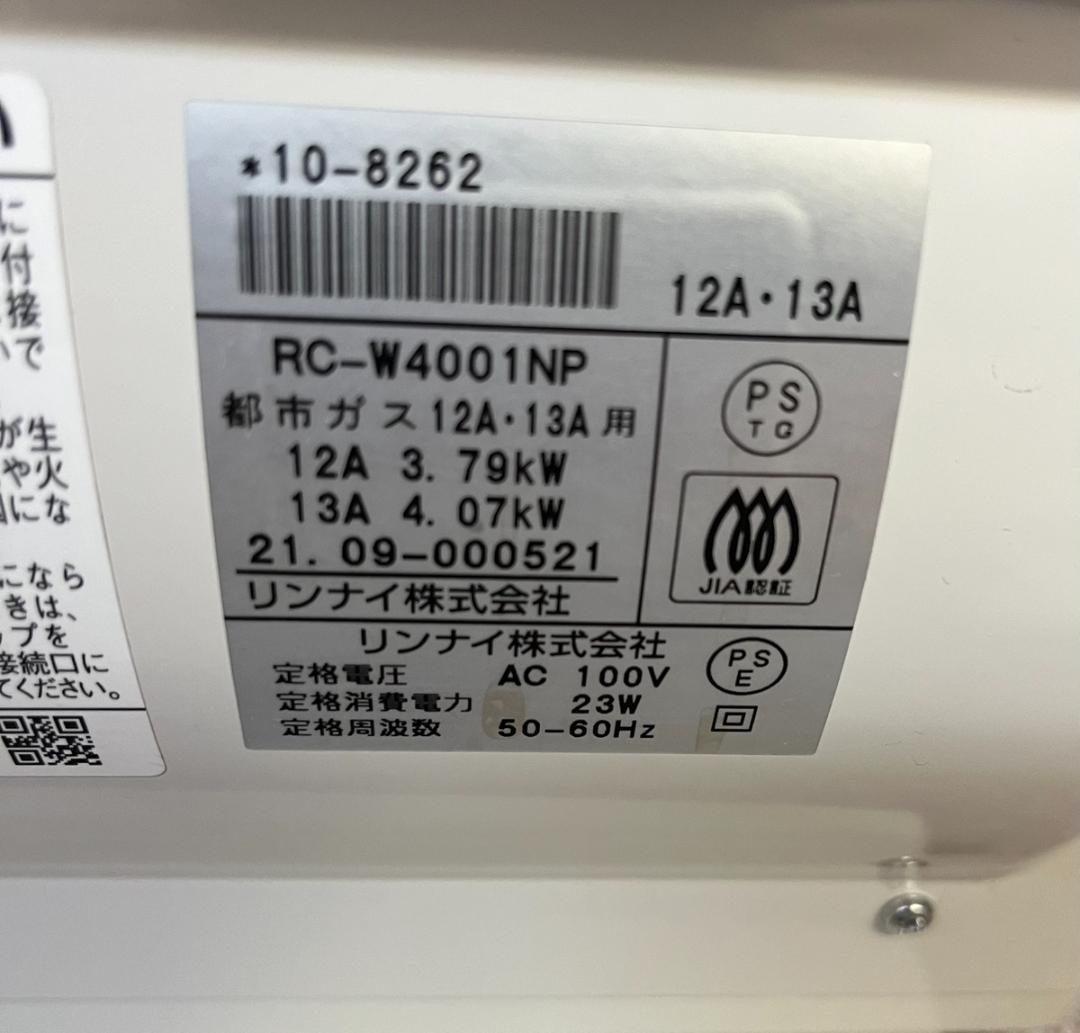 *10-8262
12A・13A
RC-W4001NP
都市ガス12A・13A用
12A 3.79kW
13A 4.07kW
21.09-000521
リンナイ株式会社
PS
TG
JIA認証
リンナイ株式会社
定格電圧 AC 100V
定格消費電力 23W
定格周波数 50-60Hz
PS
E
に
付
接
で
が生
や火
にな
になら
きは、
プを
接続口に
てください。